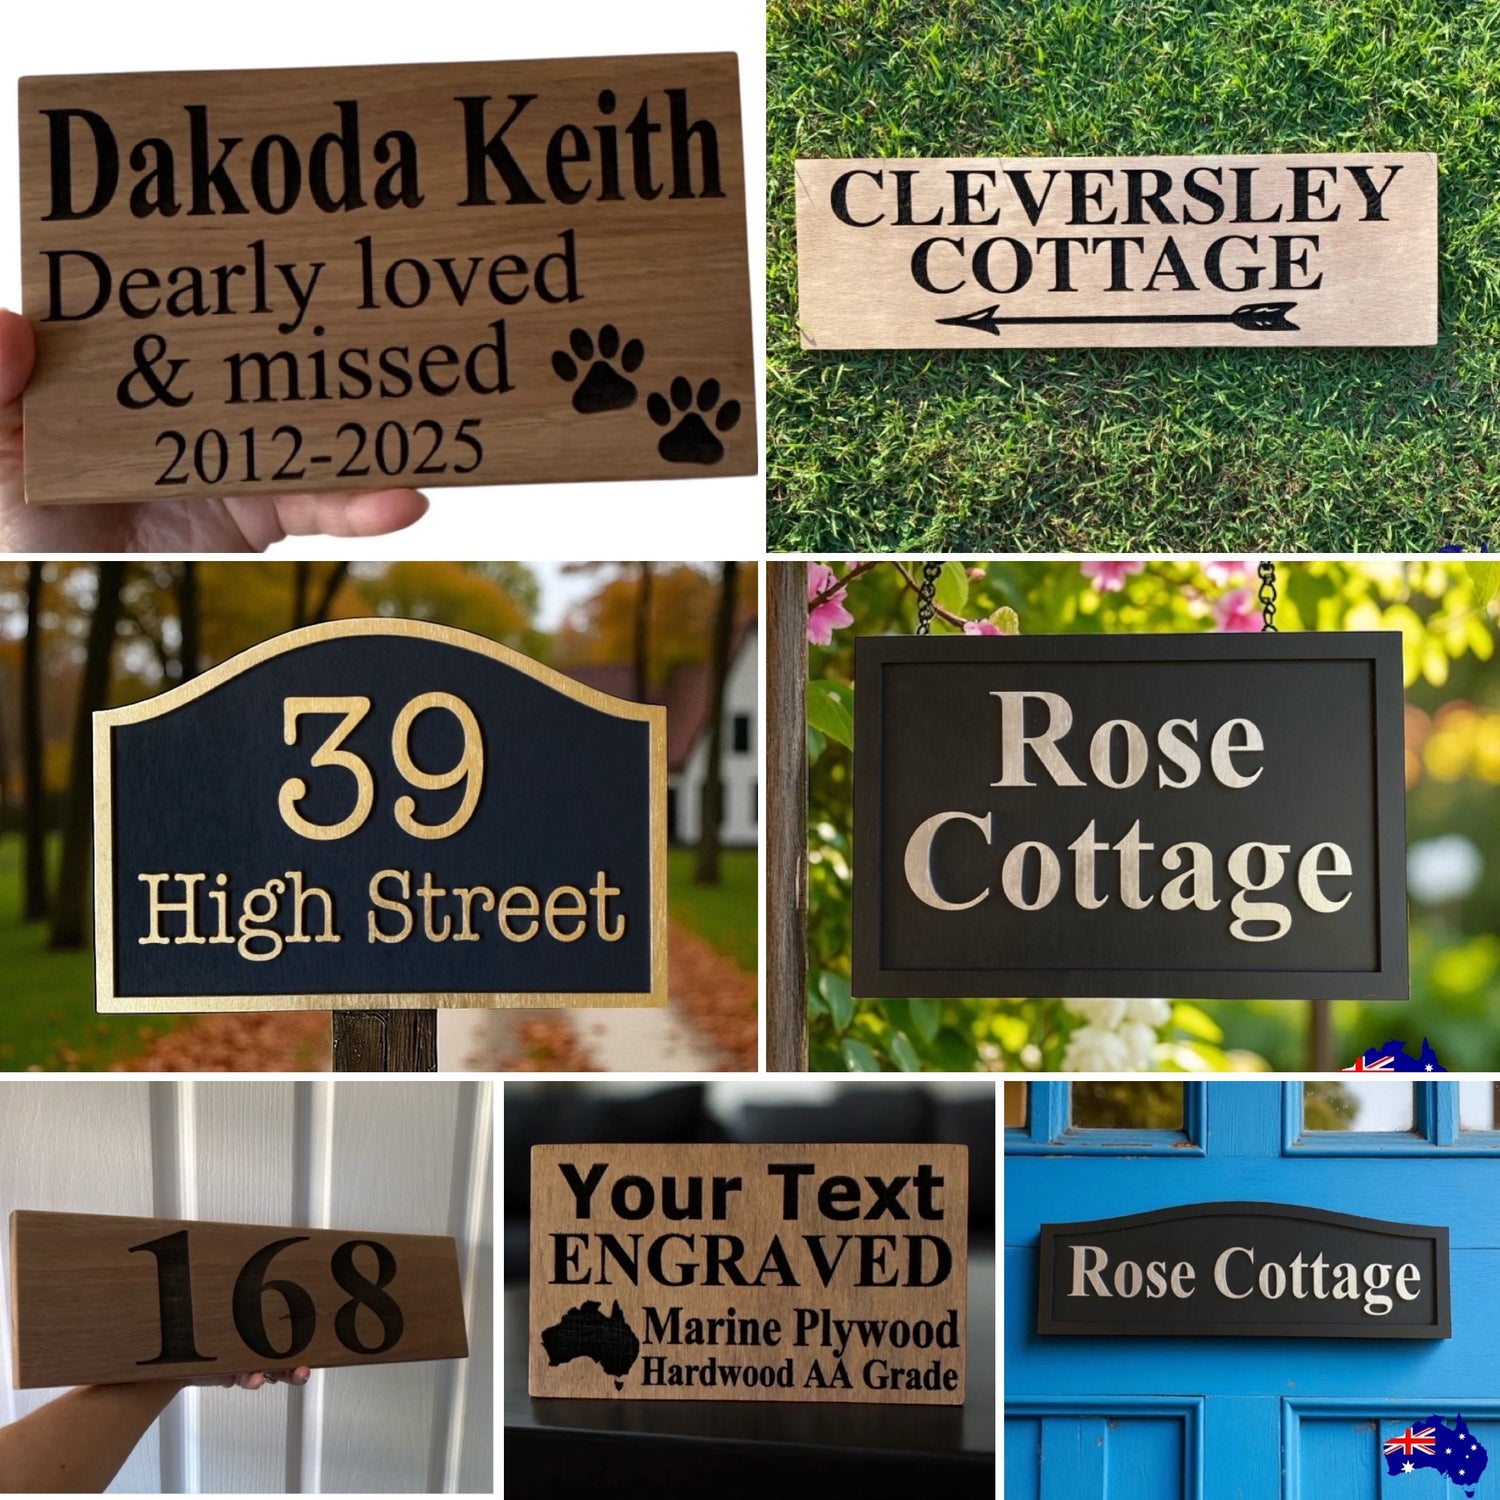 Dakoda Keith
Dearly loved
& missed
2012-2025
CLEVERSLEY
COTTAGE
39
High Street
Rose
Cottage
168
Your Text
ENGRAVED
Marine Plywood
Hardwood AA Grade
Rose Cottage